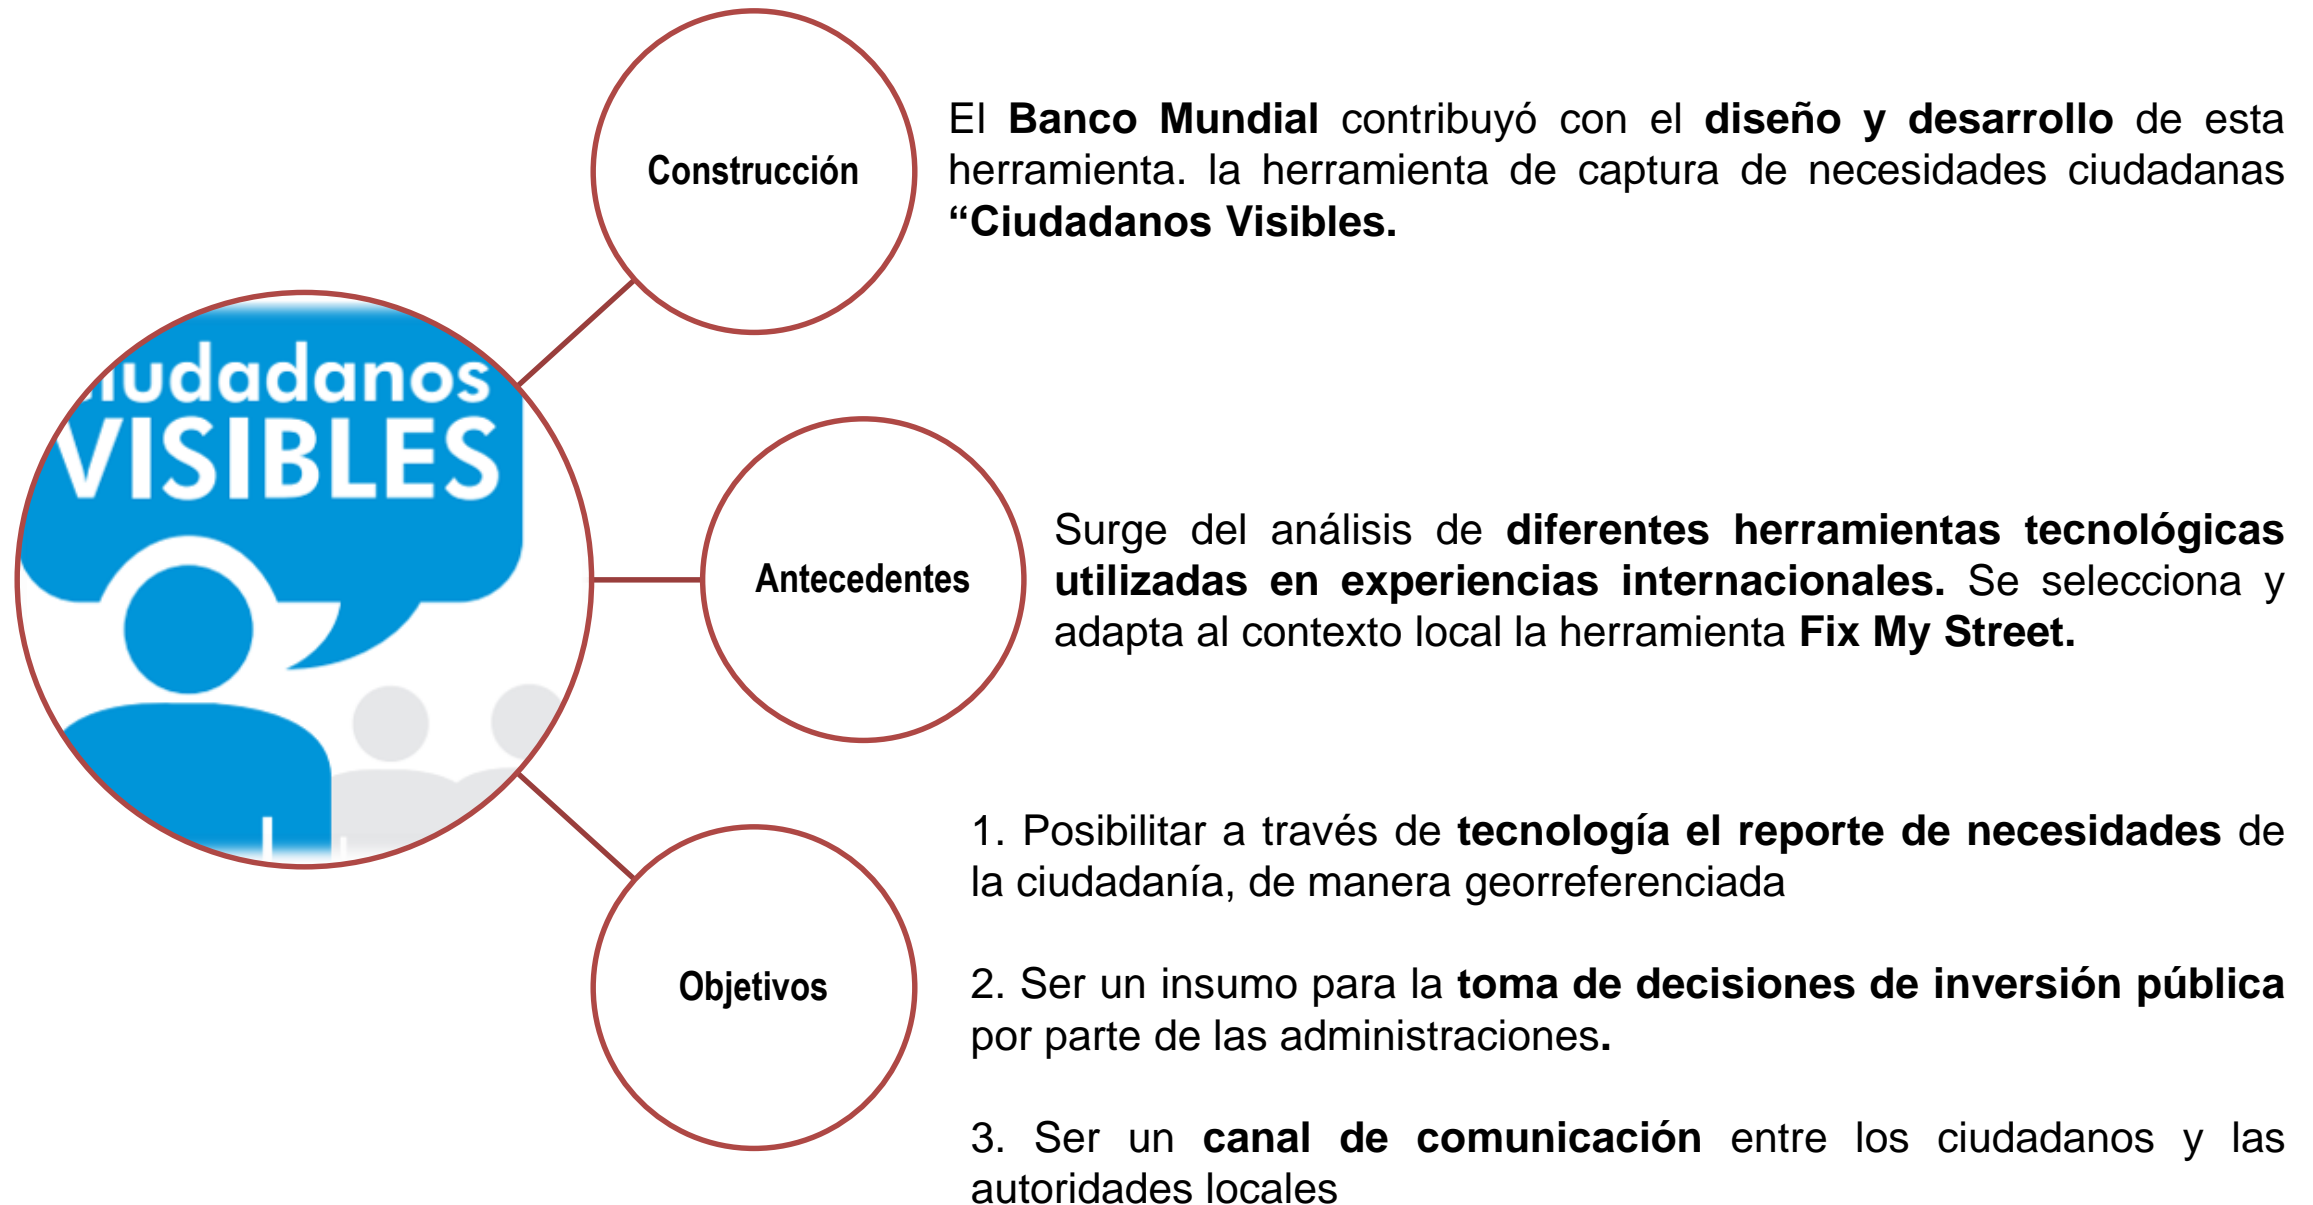 Construcción
El Banco Mundial contribuyó con el diseño y desarrollo de esta
herramienta. la herramienta de captura de necesidades ciudadanas
“Ciudadanos Visibles.
iudadanos
VISIBLES
Antecedentes
Surge del análisis de diferentes herramientas tecnológicas
utilizadas en experiencias internacionales. Se selecciona y
adapta al contexto local la herramienta Fix My Street.
Objetivos
1. Posibilitar a través de tecnología el reporte de necesidades de
la ciudadanía, de manera georreferenciada
2. Ser un insumo para la toma de decisiones de inversión pública
por parte de las administraciones.
3. Ser un canal de comunicación entre los ciudadanos y las
autoridades locales